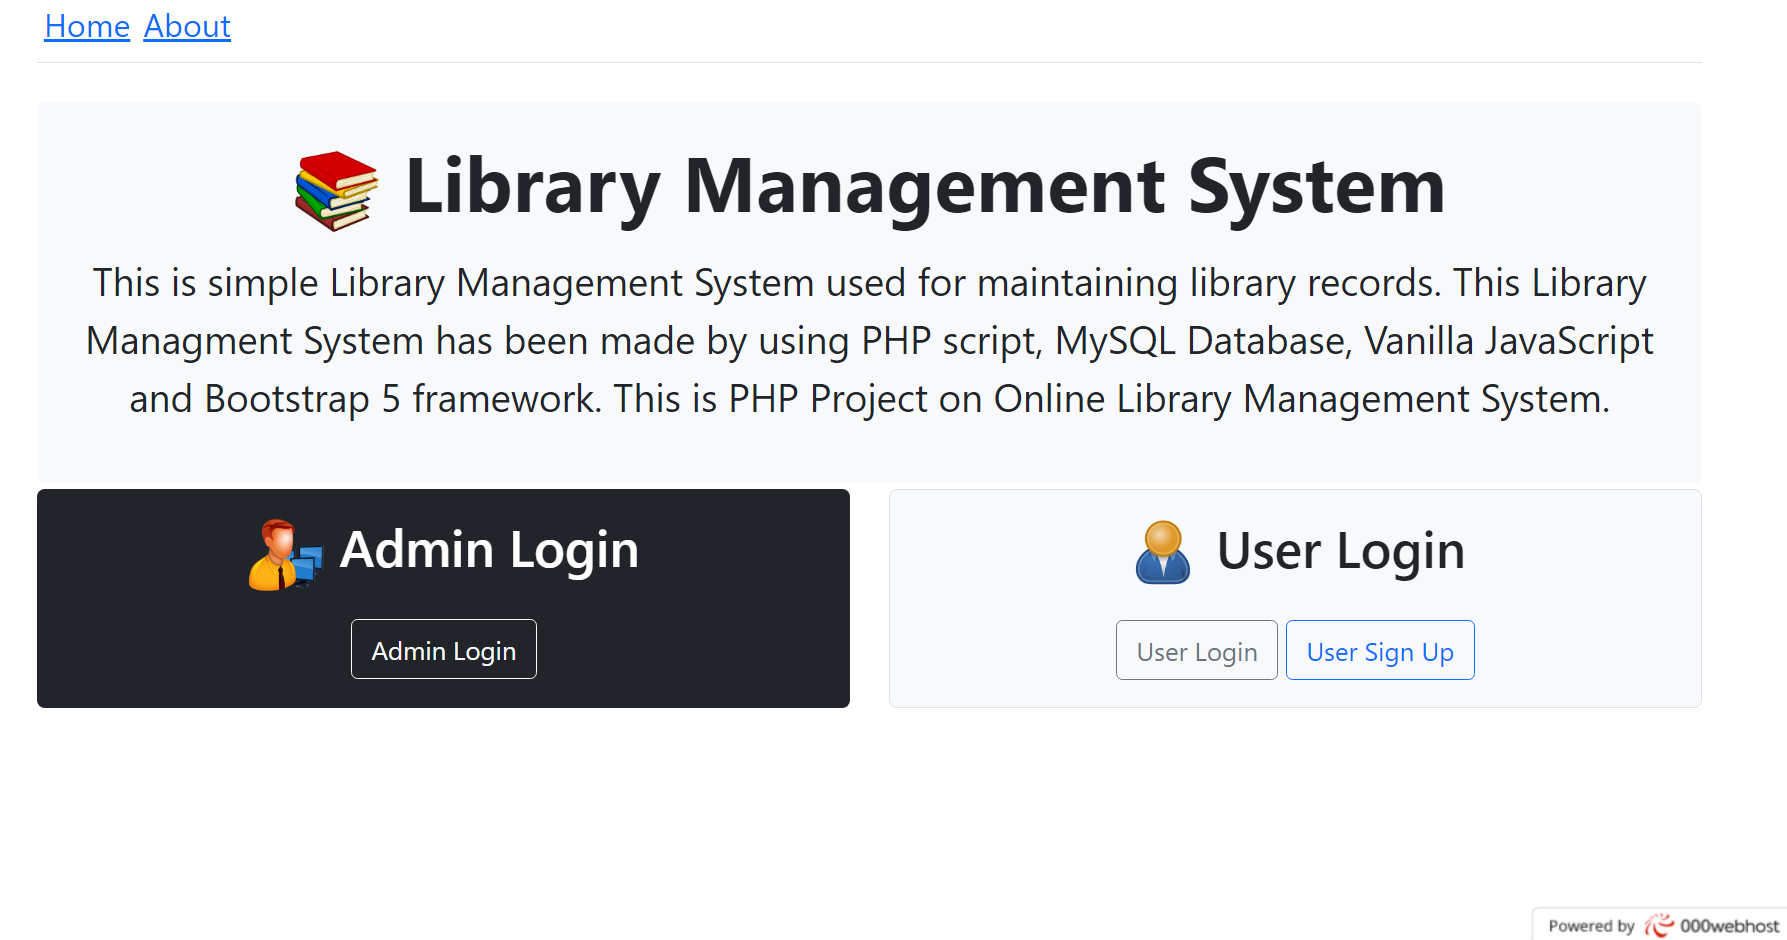 Home About
Library Management System
This is simple Library Management System used for maintaining library records. This Library
Managment System has been made by using PHP script, MySQL Database, Vanilla JavaScript
and Bootstrap 5 framework. This is PHP Project on Online Library Management System.
Admin Login
Admin Login
User Login
User Login User Sign Up
Powered by 000webhost